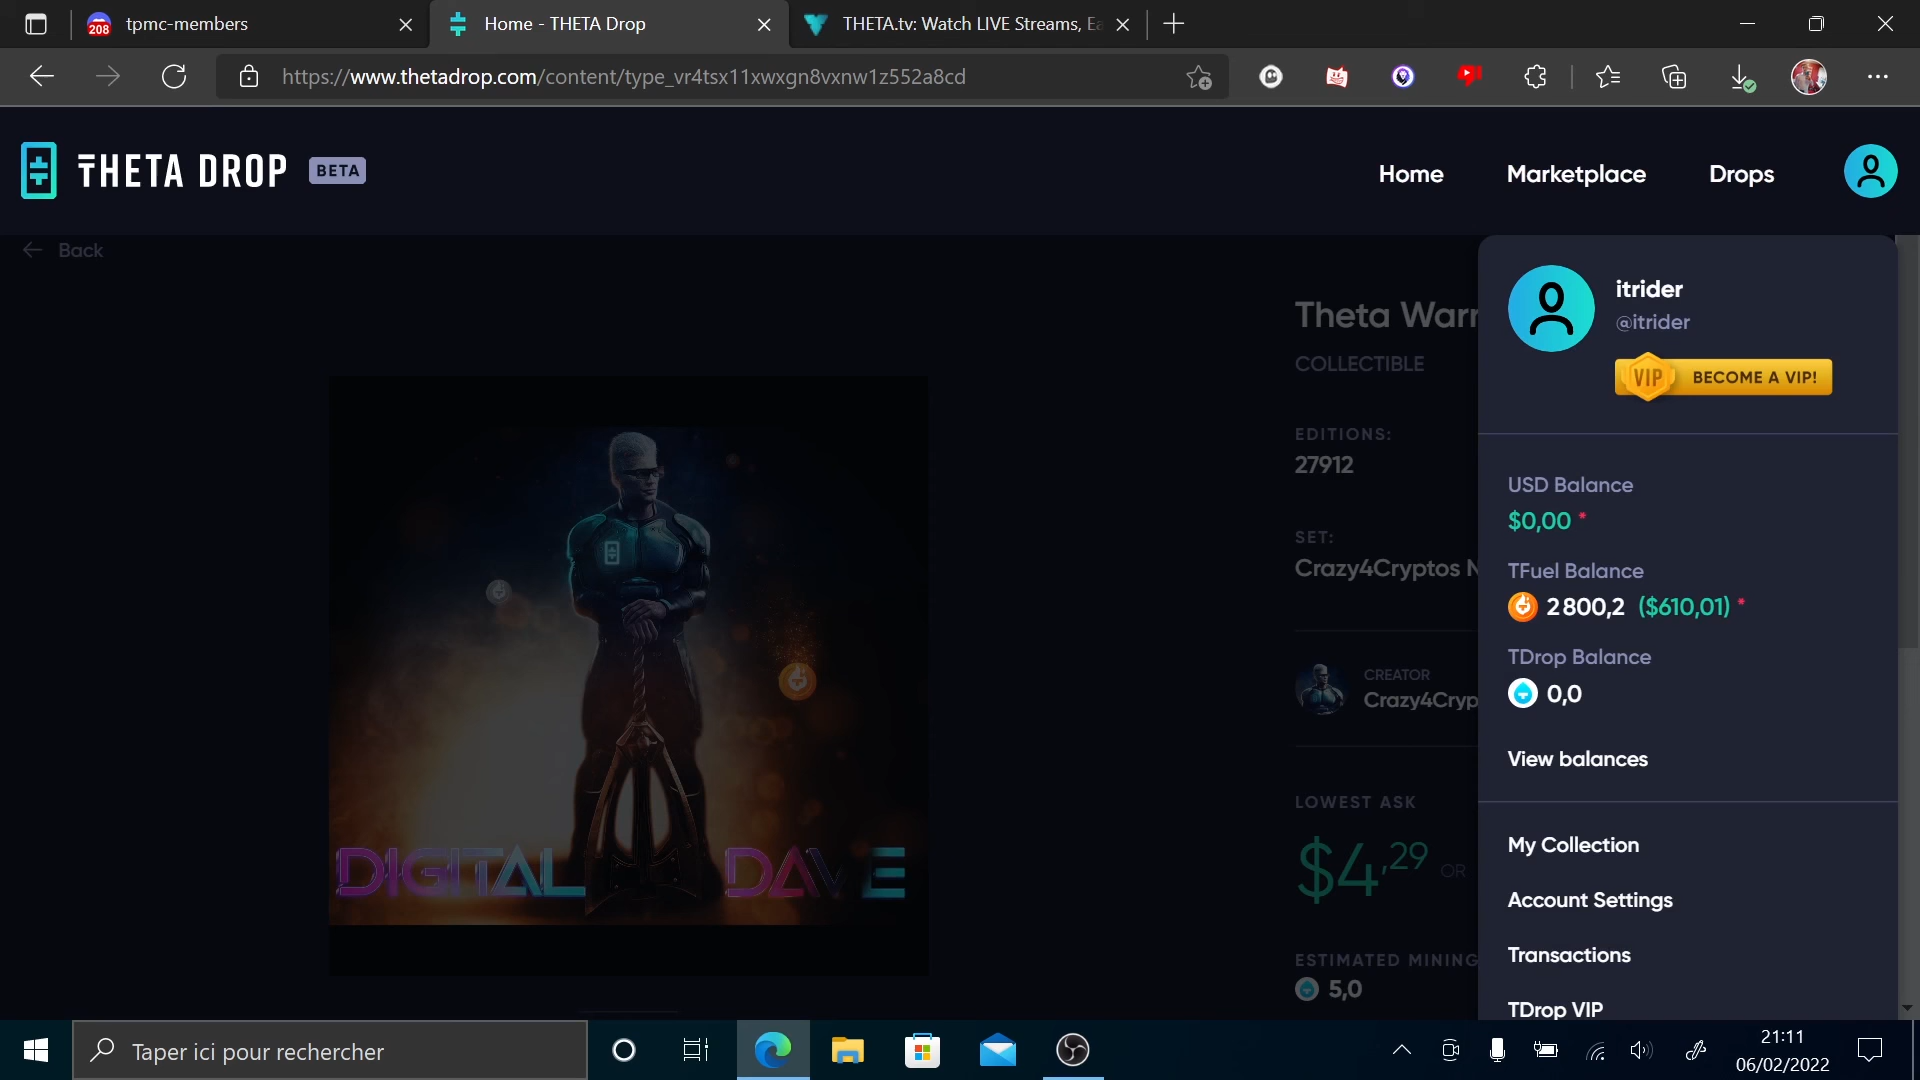 tpmc-members
208
Home - THETA Drop
THETA.tv: Watch LIVE Streams, Ea
https://www.thetadrop.com/content/type_vr4tsx11xwxgn8vxnw1z552a8cd
THETA DROP
BETA
Home
Marketplace
Drops
Back
Theta Warr
COLLECTIBLE
EDITIONS:
27912
SET:
Crazy4Cryptos N
CREATOR
Crazy4Cryp
LOWEST ASK
$4,29 OR
ESTIMATED MINING
5,0
DIGITAL DAVE
itrider
@itrider
VIP BECOME A VIP!
USD Balance
$0,00 *
TFuel Balance
2 800,2 ($610,01) *
TDrop Balance
0,0
View balances
My Collection
Account Settings
Transactions
TDrop VIP
Taper ici pour rechercher
21:11
06/02/2022